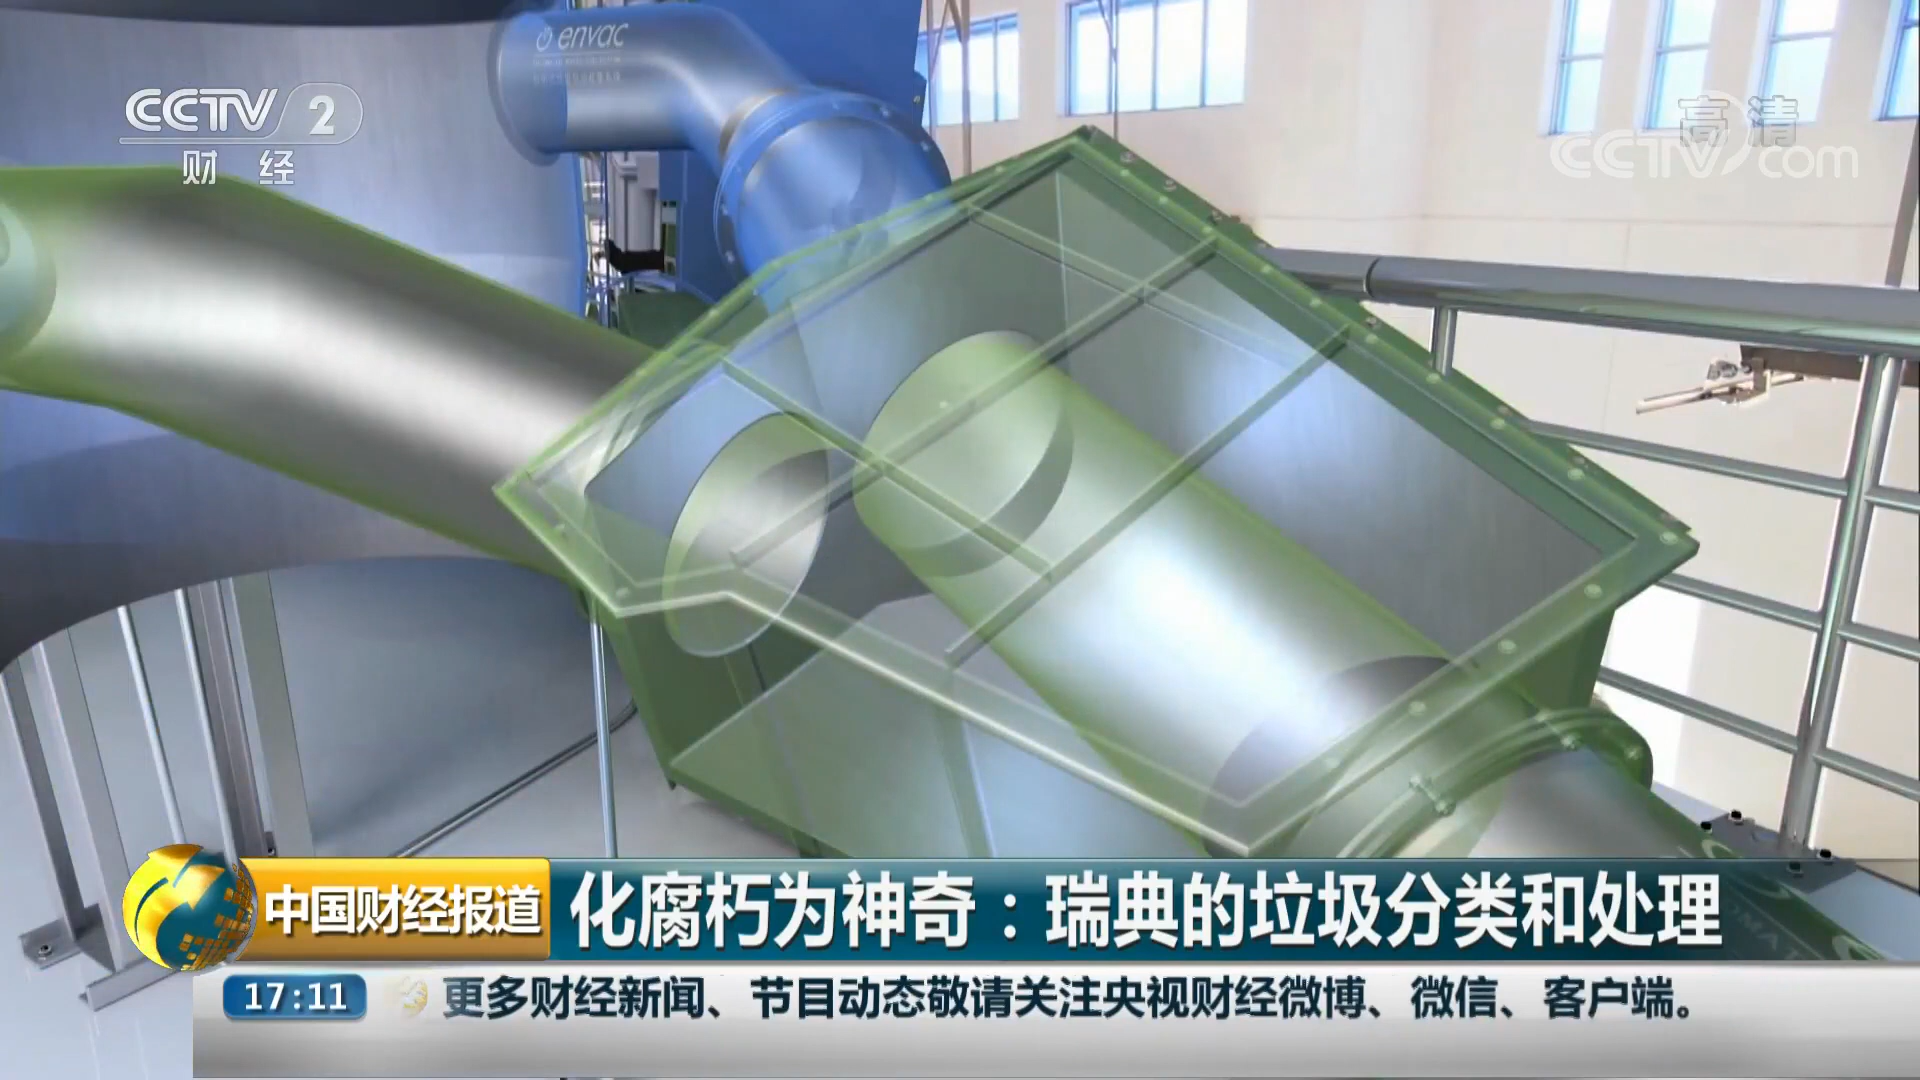 envac
CCTV 2
财 经
高清
CCTV.com
中国财经报道
化腐朽为神奇：瑞典的垃圾分类和处理
17:11
更多财经新闻、节目动态敬请关注央视财经微博、微信、客户端。